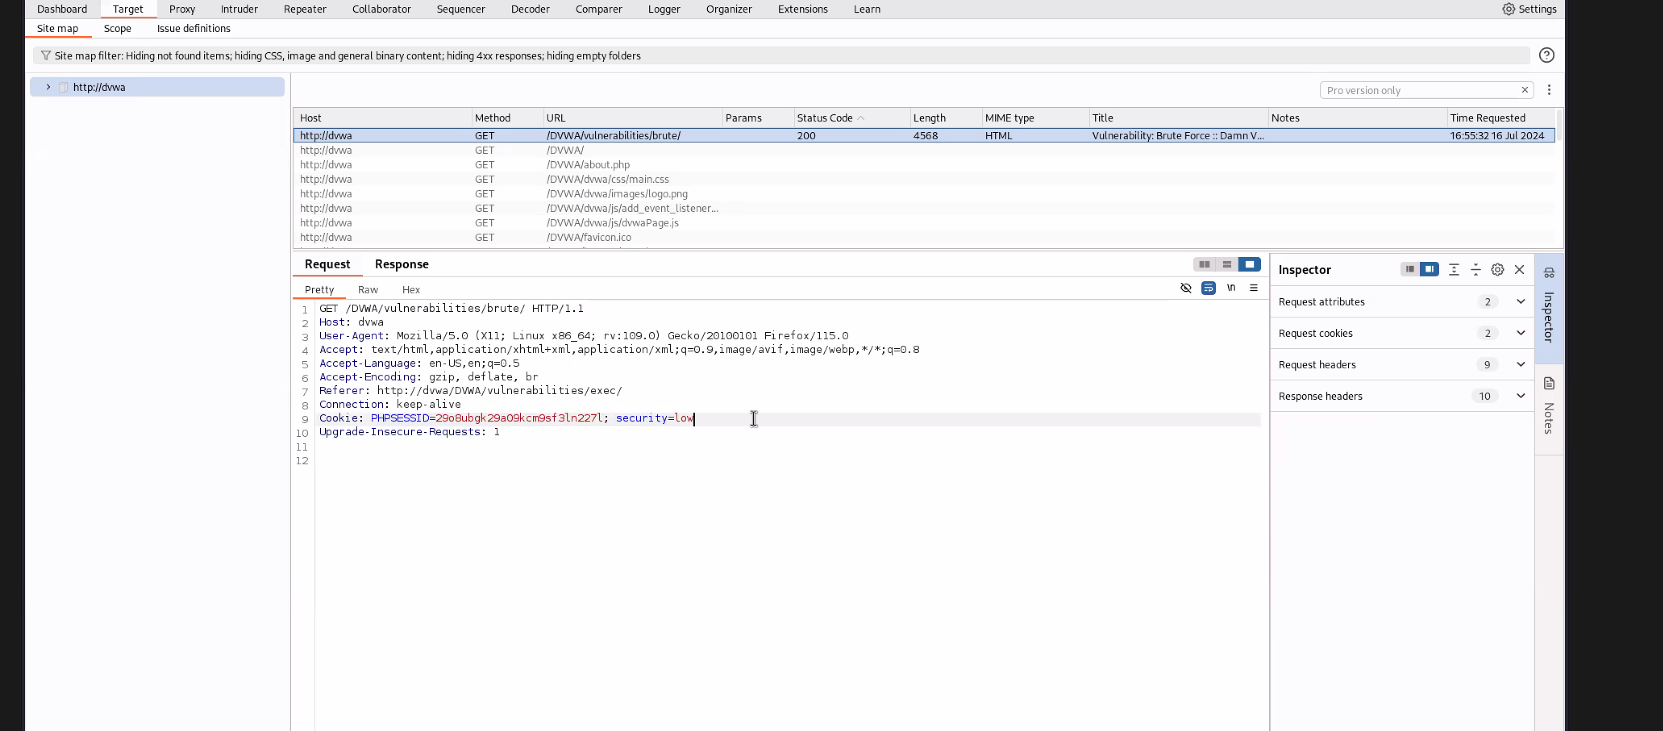 Dashboard Target Proxy Intruder Repeater Collaborator Sequencer Decoder Comparer Logger Organizer Extensions Learn Settings
Site map Scope Issue definitions
Site map filter: Hiding not found items; hiding CSS, image and general binary content; hiding 4xx responses; hiding empty folders
http://dvwa
Pro version only
Host Method URL Params Status Code Length MIME type Title Notes Time Requested
http://dvwa GET /DVWA/vulnerabilities/brute/ 200 4568 HTML Vulnerability: Brute Force :: Damn V... 16:55:32 16 Jul 2024
http://dvwa GET /DVWA/
http://dvwa GET /DVWA/about.php
http://dvwa GET /DVWA/dvwa/css/main.css
http://dvwa GET /DVWA/dvwa/images/logo.png
http://dvwa GET /DVWA/dvwa/js/add_event_listener...
http://dvwa GET /DVWA/dvwa/js/dvwaPage.js
http://dvwa GET /DVWA/favicon.ico
Request Response
Pretty Raw Hex
\n
1 GET /DVWA/vulnerabilities/brute/ HTTP/1.1
2 Host: dvwa
3 User-Agent: Mozilla/5.0 (X11; Linux x86_64; rv:109.0) Gecko/20100101 Firefox/115.0
4 Accept: text/html,application/xhtml+xml,application/xml;q=0.9,image/avif,image/webp,*/*;q=0.8
5 Accept-Language: en-US,en;q=0.5
6 Accept-Encoding: gzip, deflate, br
7 Referer: http://dvwa/DVWA/vulnerabilities/exec/
8 Connection: keep-alive
9 Cookie: PHPSESSID=29o8ubgk29a09kcm9sf3ln227l; security=low
10 Upgrade-Insecure-Requests: 1
11
12
Inspector
Request attributes 2
Request cookies 2
Request headers 9
Response headers 10
Inspector
Notes